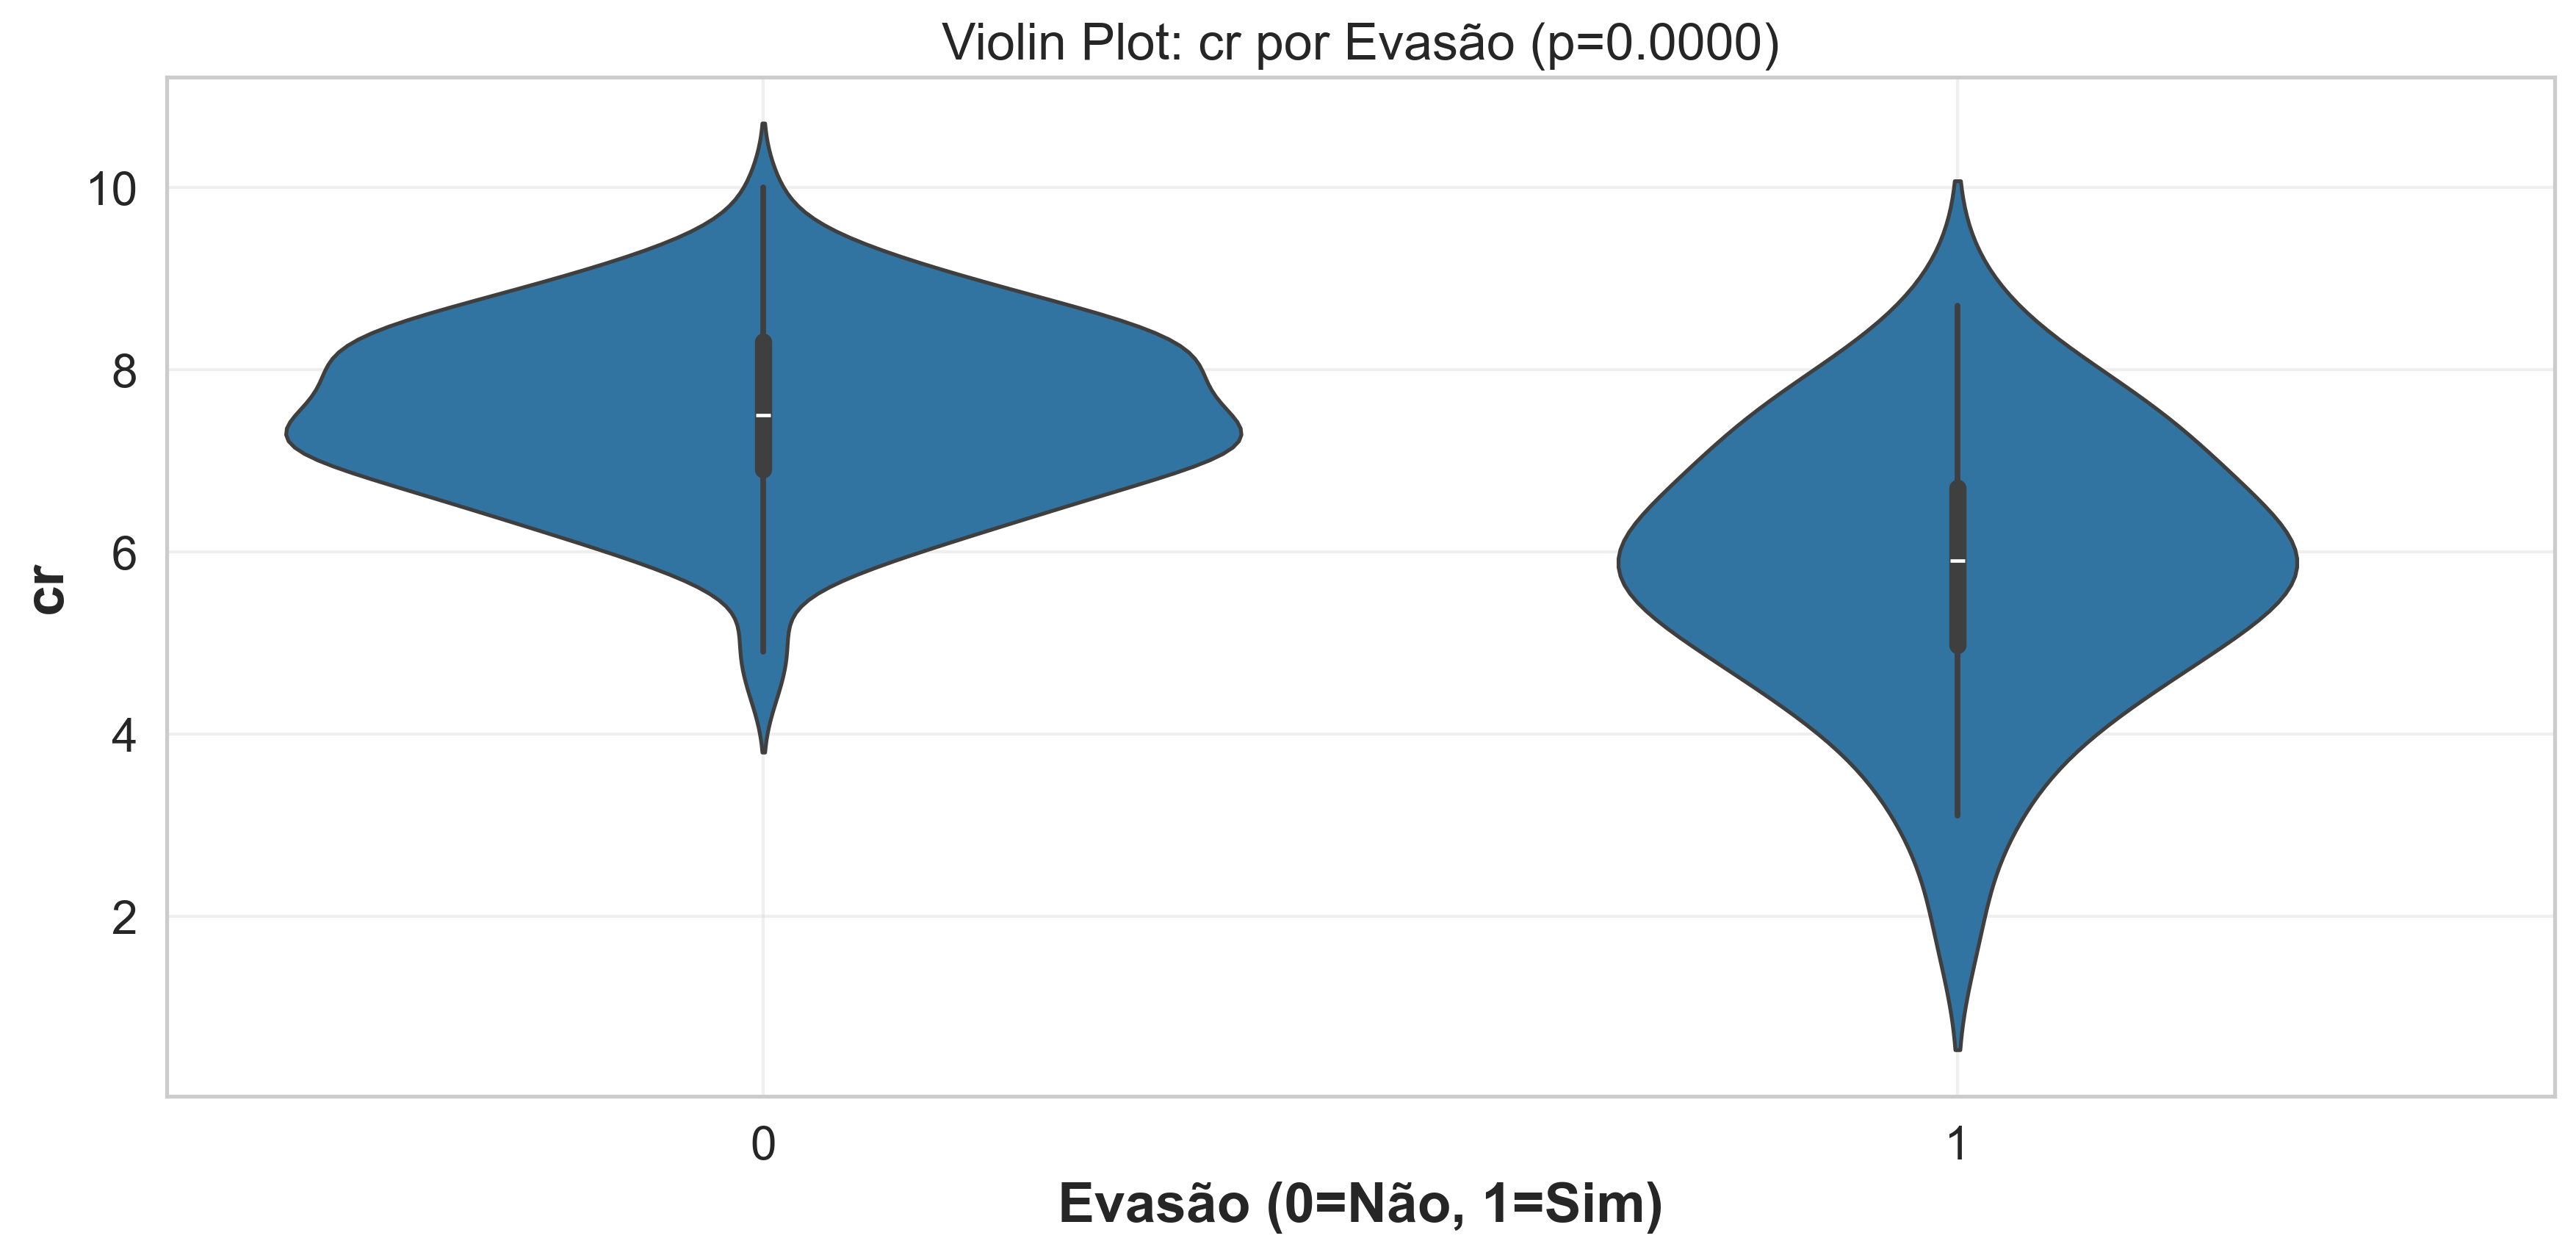 Violin Plot: cr por Evasão (p=0.0000)
10
8
6
4
2
cr
0
1
Evasão (0=Não, 1=Sim)